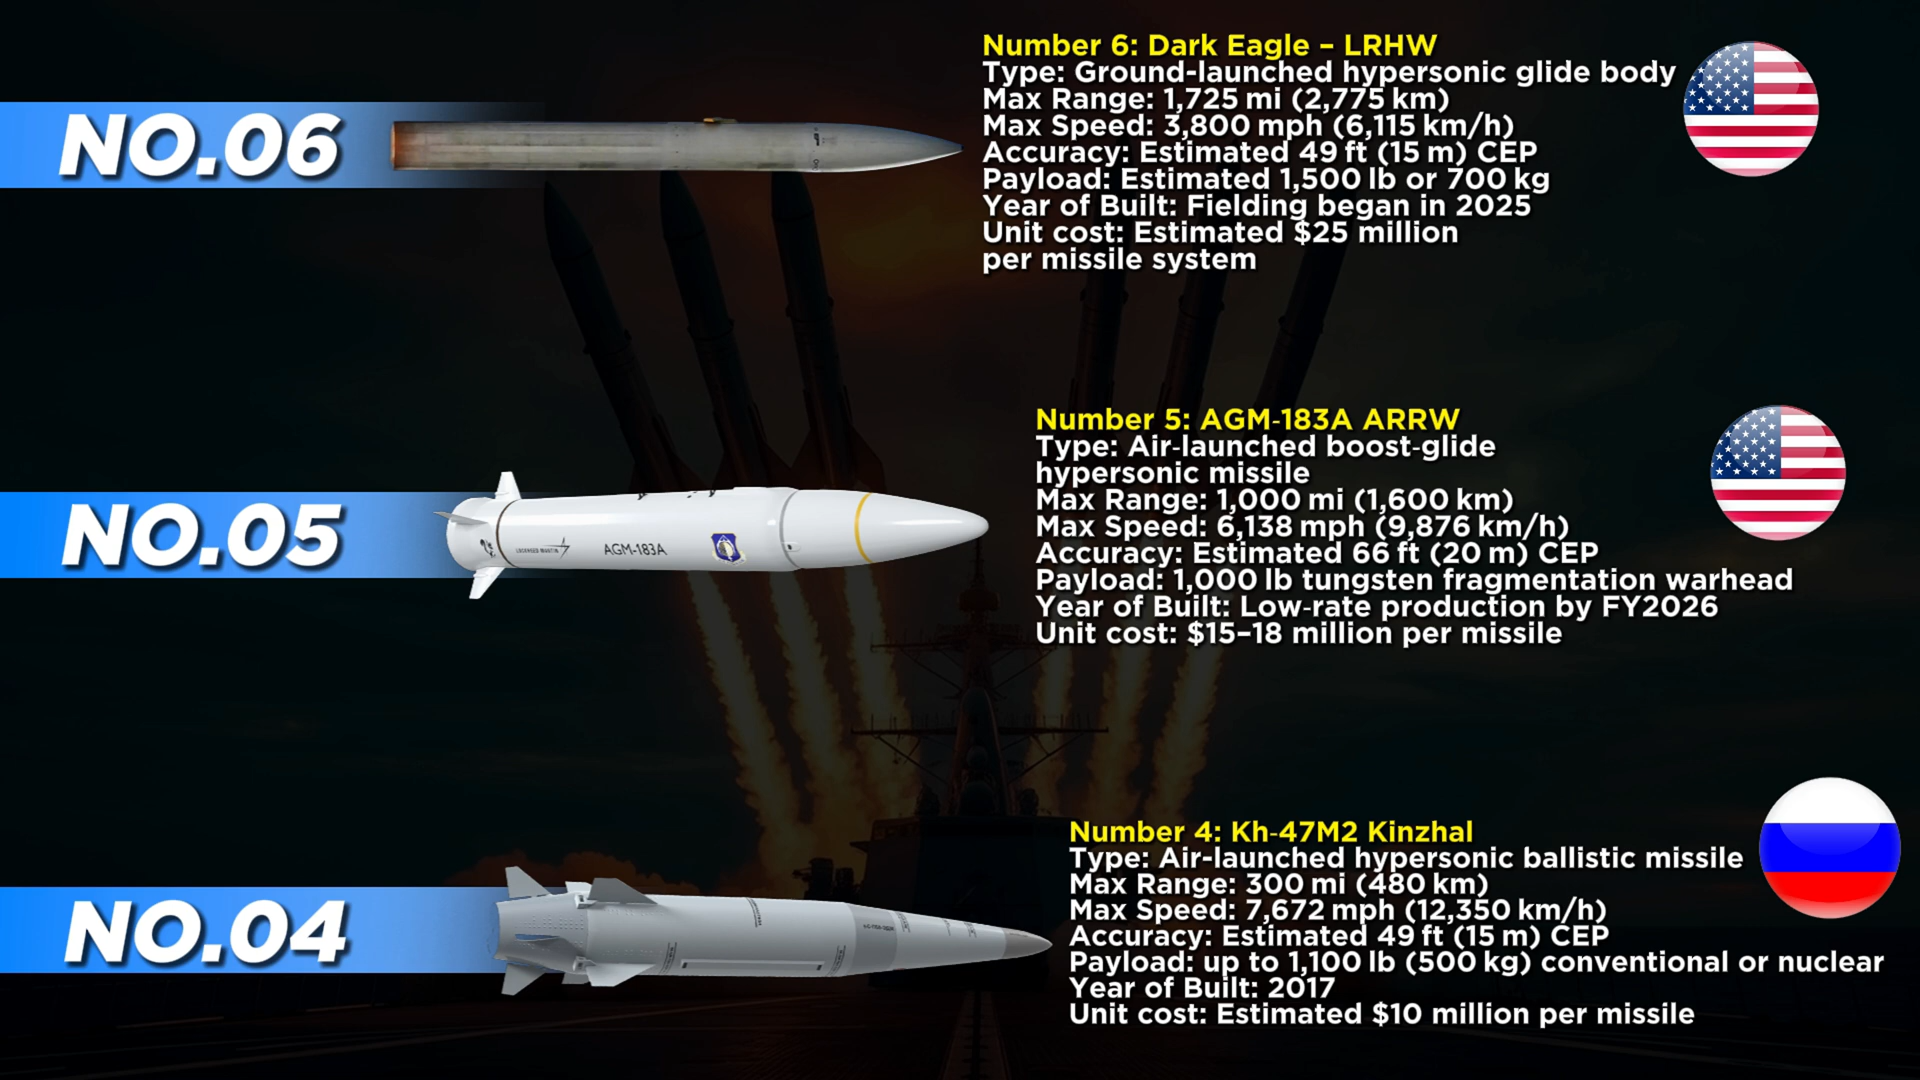 NO.06
Number 6: Dark Eagle – LRHW
Type: Ground-launched hypersonic glide body
Max Range: 1,725 mi (2,775 km)
Max Speed: 3,800 mph (6,115 km/h)
Accuracy: Estimated 49 ft (15 m) CEP
Payload: Estimated 1,500 lb or 700 kg
Year of Built: Fielding began in 2025
Unit cost: Estimated $25 million
per missile system
NO.05
LOCKHEED MARTIN
AGM-183A
Number 5: AGM-183A ARRW
Type: Air-launched boost-glide
hypersonic missile
Max Range: 1,000 mi (1,600 km)
Max Speed: 6,138 mph (9,876 km/h)
Accuracy: Estimated 66 ft (20 m) CEP
Payload: 1,000 lb tungsten fragmentation warhead
Year of Built: Low-rate production by FY2026
Unit cost: $15–18 million per missile
NO.04
Number 4: Kh-47M2 Kinzhal
Type: Air-launched hypersonic ballistic missile
Max Range: 300 mi (480 km)
Max Speed: 7,672 mph (12,350 km/h)
Accuracy: Estimated 49 ft (15 m) CEP
Payload: up to 1,100 lb (500 kg) conventional or nuclear
Year of Built: 2017
Unit cost: Estimated $10 million per missile